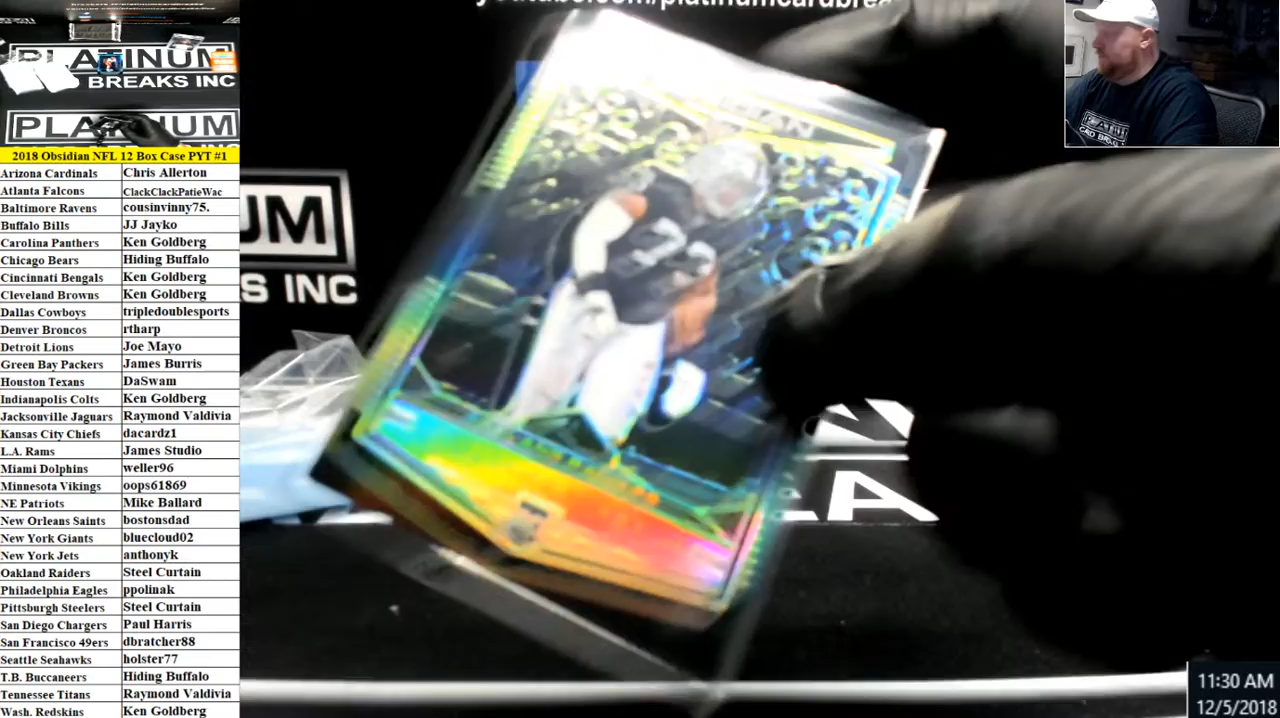 youtube.com/platinumcardbrea
PLATINUM
BREAKS INC
PLATINUM
2018 Obsidian NFL 12 Box Case PYT #1
Arizona Cardinals Chris Allerton
Atlanta Falcons ClackClackPatieWac
Baltimore Ravens cousinvinny75.
Buffalo Bills JJ Jayko
Carolina Panthers Ken Goldberg
Chicago Bears Hiding Buffalo
Cincinnati Bengals Ken Goldberg
Cleveland Browns Ken Goldberg
Dallas Cowboys tripledoublesports
Denver Broncos rtharp
Detroit Lions Joe Mayo
Green Bay Packers James Burris
Houston Texans DaSwam
Indianapolis Colts Ken Goldberg
Jacksonville Jaguars Raymond Valdivia
Kansas City Chiefs dacardz1
L.A. Rams James Studio
Miami Dolphins weller96
Minnesota Vikings oops61869
NE Patriots Mike Ballard
New Orleans Saints bostonsdad
New York Giants bluecloud02
New York Jets anthonyk
Oakland Raiders Steel Curtain
Philadelphia Eagles ppolinak
Pittsburgh Steelers Steel Curtain
San Diego Chargers Paul Harris
San Francisco 49ers dbratcher88
Seattle Seahawks holster77
T.B. Buccaneers Hiding Buffalo
Tennessee Titans Raymond Valdivia
Wash. Redskins Ken Goldberg
UM
S INC
11:30 AM
12/5/2018